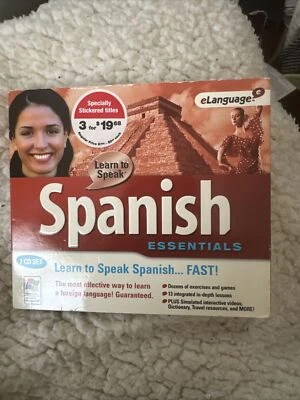 eLanguage
Specially
Stickered titles
3 for $19.68
Learn to
Speak
Spanish
ESSENTIALS
2 CD SET
Learn to Speak Spanish... FAST!
The most effective way to learn
a foreign language! Guaranteed.
Dozens of exercises and games
13 integrated in-depth lessons
PLUS Simulated interactive videos,
Dictionary, Travel resources, and MORE!